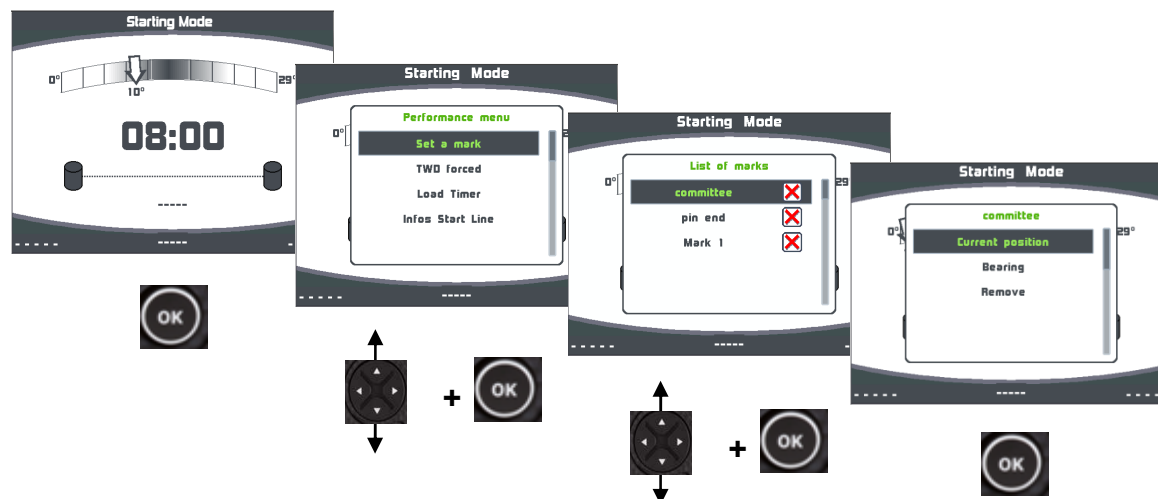 Starting Mode
0°
29°
10°
08:00
-----
- - - - -
-----
OK
Starting Mode
0°
2
Performance menu
Set a mark
TWD forced
Load Timer
Infos Start Line
- - - - -
-----
+
OK
Starting Mode
0°
29
List of marks
committee
pin end
Mark 1
- - - - -
-----
-
+
OK
Starting Mode
0°
29°
committee
Current position
Bearing
Remove
- - - - -
-----
- - - -
OK